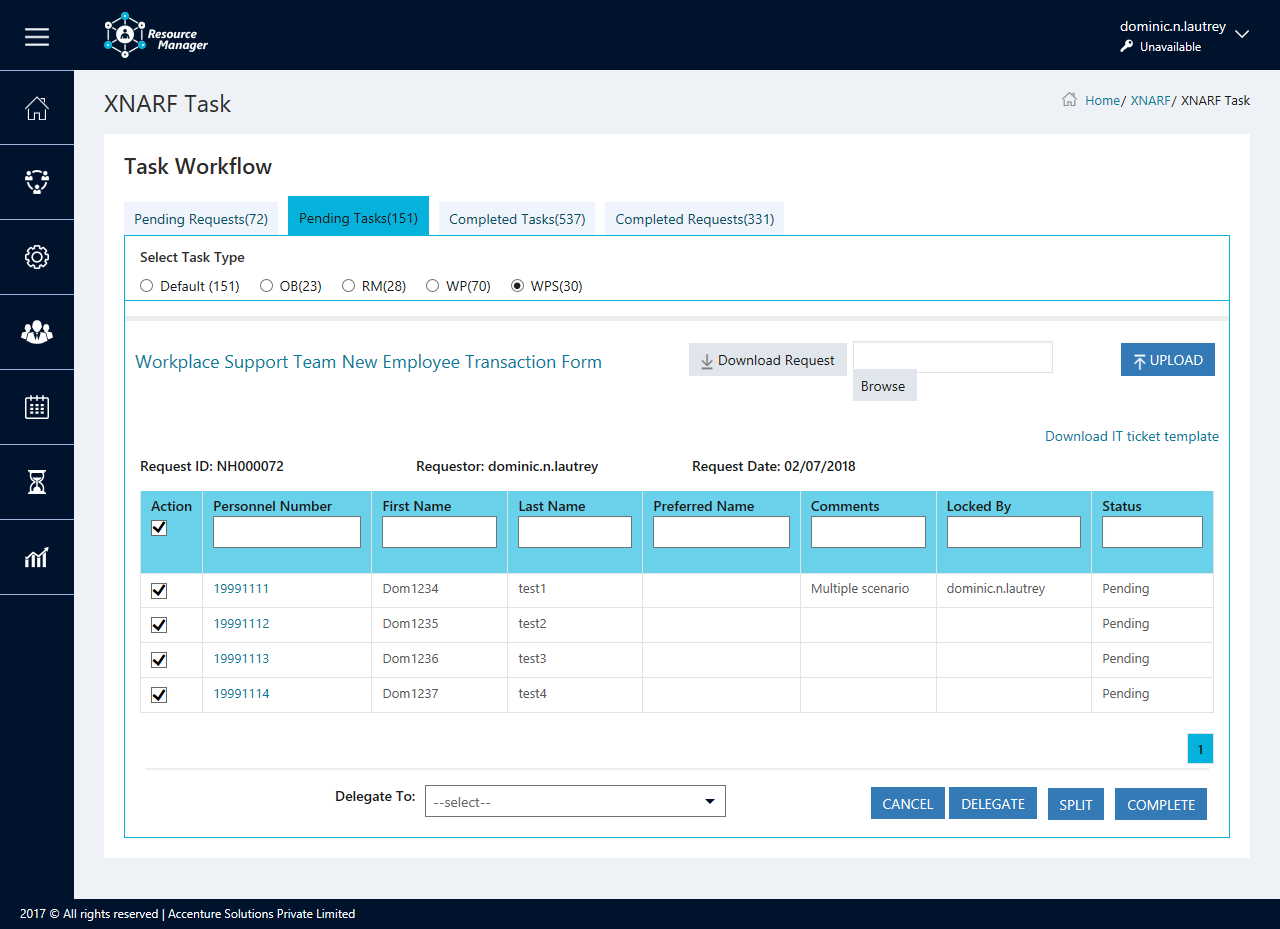 Resource
Manager
dominic.n.lautrey
Unavailable
XNARF Task
Home/ XNARF/ XNARF Task
Task Workflow
Pending Requests(72) Pending Tasks(151) Completed Tasks(537) Completed Requests(331)
Select Task Type
Default (151) OB(23) RM(28) WP(70) WPS(30)
Workplace Support Team New Employee Transaction Form Download Request UPLOAD
Browse
Download IT ticket template
Request ID: NH000072 Requestor: dominic.n.lautrey Request Date: 02/07/2018
Action Personnel Number First Name Last Name Preferred Name Comments Locked By Status
19991111 Dom1234 test1 Multiple scenario dominic.n.lautrey Pending
19991112 Dom1235 test2 Pending
19991113 Dom1236 test3 Pending
19991114 Dom1237 test4 Pending
1
Delegate To: --select-- CANCEL DELEGATE SPLIT COMPLETE
2017 © All rights reserved | Accenture Solutions Private Limited